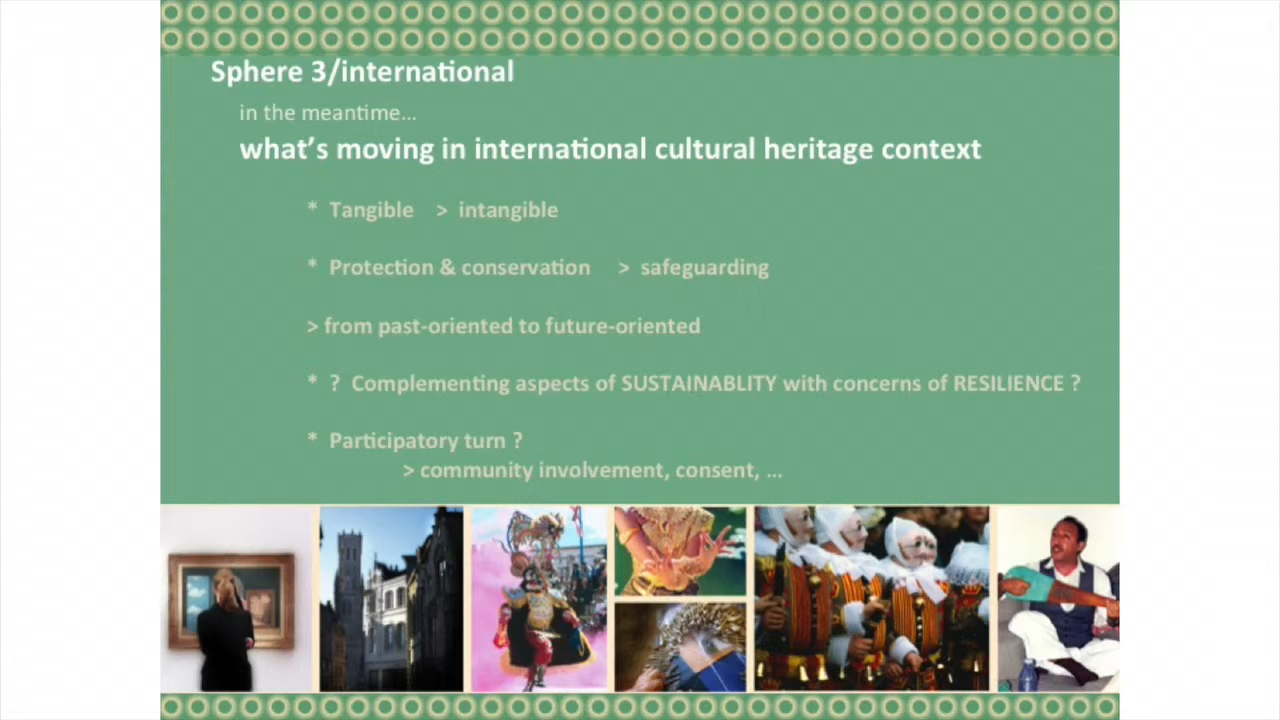 Sphere 3/international
in the meantime...
what's moving in international cultural heritage context
* Tangible > intangible
* Protection & conservation > safeguarding
> from past-oriented to future-oriented
* ? Complementing aspects of SUSTAINABLITY with concerns of RESILIENCE ?
* Participatory turn ?
> community involvement, consent, ...